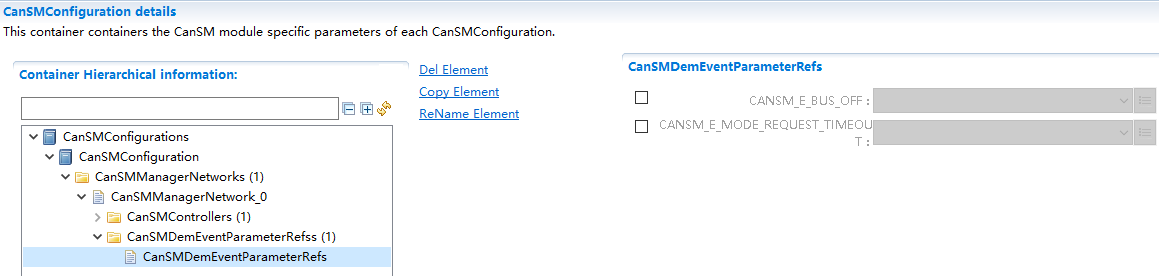 CanSMConfiguration details
This container containers the CanSM module specific parameters of each CanSMConfiguration.
Container Hierarchical information:
CanSMConfigurations
CanSMConfiguration
CanSMManagerNetworks (1)
CanSMManagerNetwork_0
CanSMControllers (1)
CanSMDemEventParameterRefss (1)
CanSMDemEventParameterRefs
Del Element
Copy Element
ReName Element
CanSMDemEventParameterRefs
CANSM_E_BUS_OFF :
CANSM_E_MODE_REQUEST_TIMEOU
T :